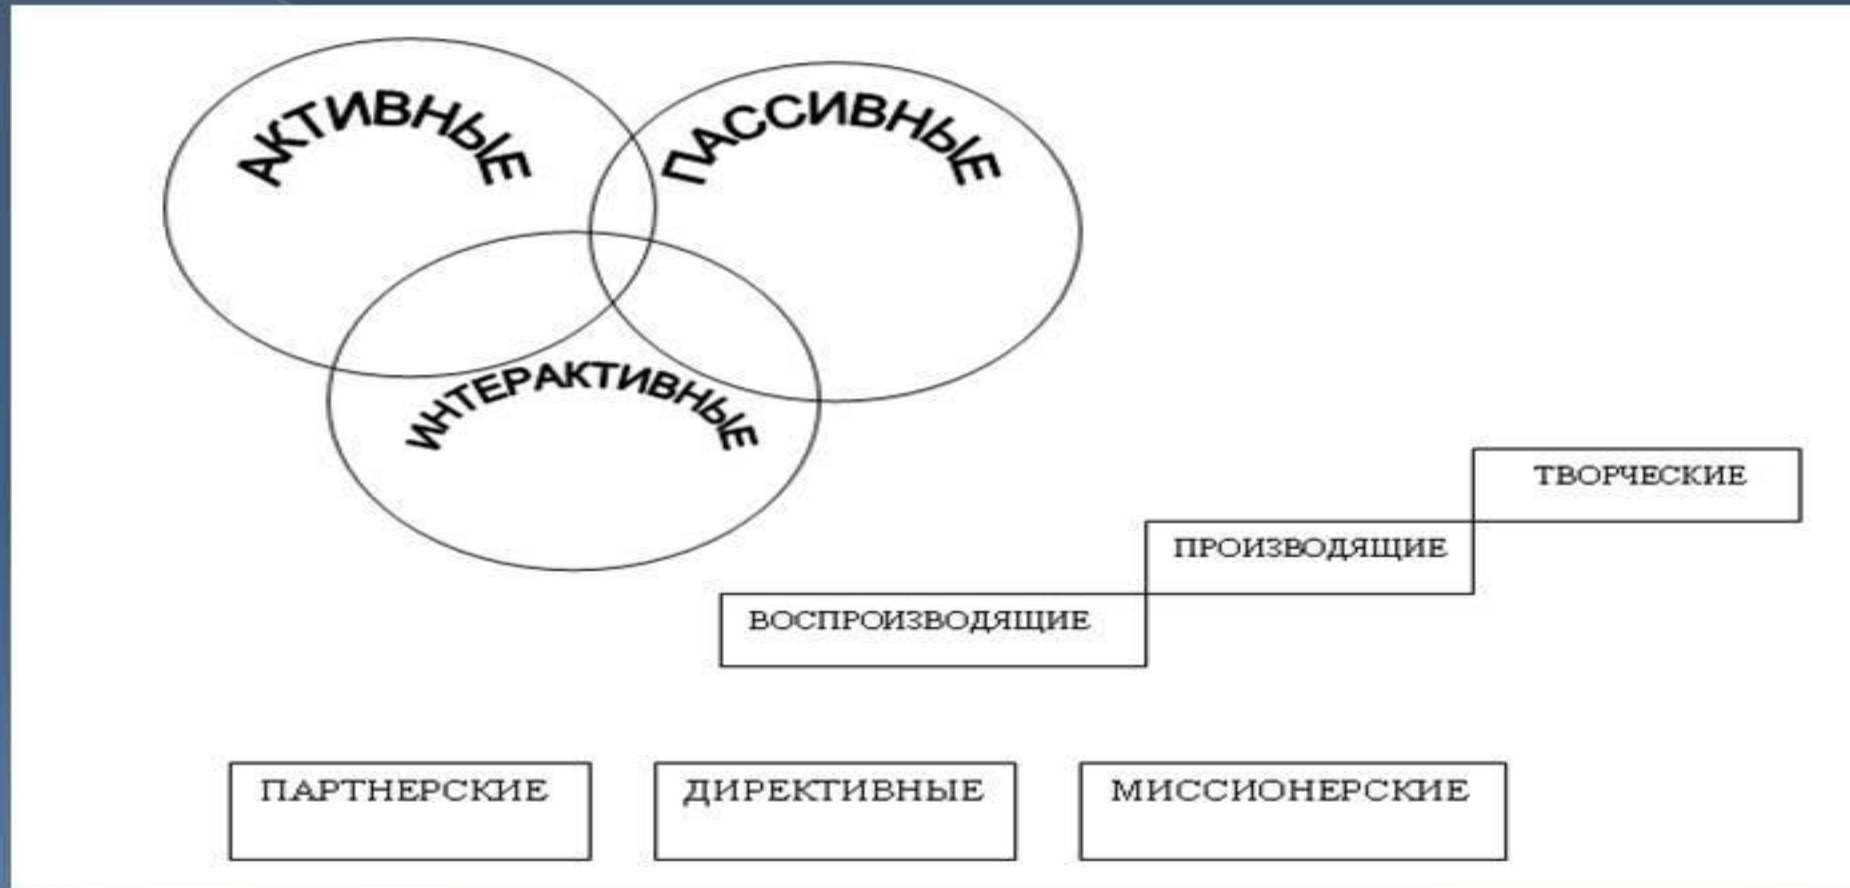 АКТИВНЫЕ
ПАССИВНЫЕ
ИНТЕРАКТИВНЫЕ
ТВОРЧЕСКИЕ
ПРОИЗВОДЯЩИЕ
ВОСПРОИЗВОДЯЩИЕ
ПАРТНЕРСКИЕ
ДИРЕКТИВНЫЕ
МИССИОНЕРСКИЕ